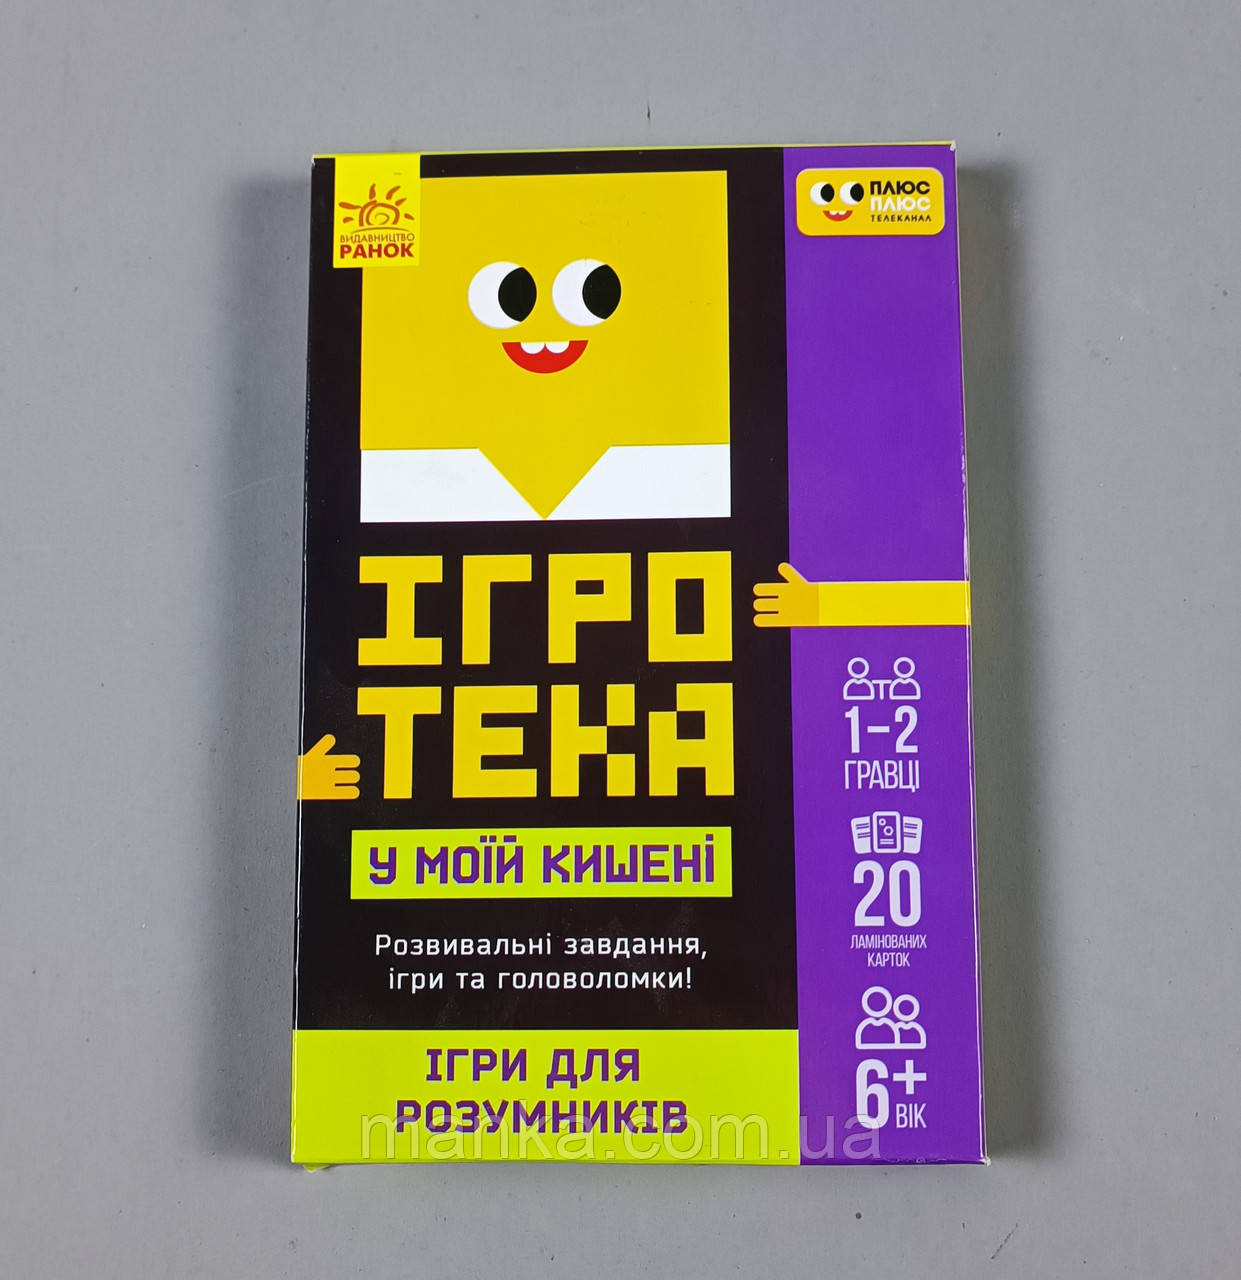 ВИДАВНИЦТВО
РАНОК
ПЛЮС
ПЛЮС
ТЕЛЕКАНАЛ
ІГРО
ТЕКА
У МОЇЙ КИШЕНІ
Розвивальні завдання,
ігри та головоломки!
ІГРИ ДЛЯ
РОЗУМНИКІВ
1–2
ГРАВЦІ
20
ЛАМІНОВАНИХ
КАРТОК
6+
ВІК
manka.com.ua